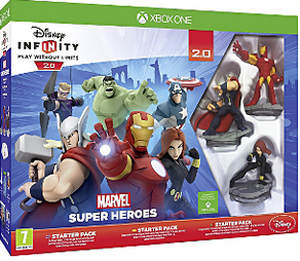 XBOX ONE
Disney
INFINITY
PLAY WITHOUT LIMITS
2.0
2.0
MARVEL
SUPER HEROES
STARTER PACK
STARTER PACK
STARTER PACK
7
Disney